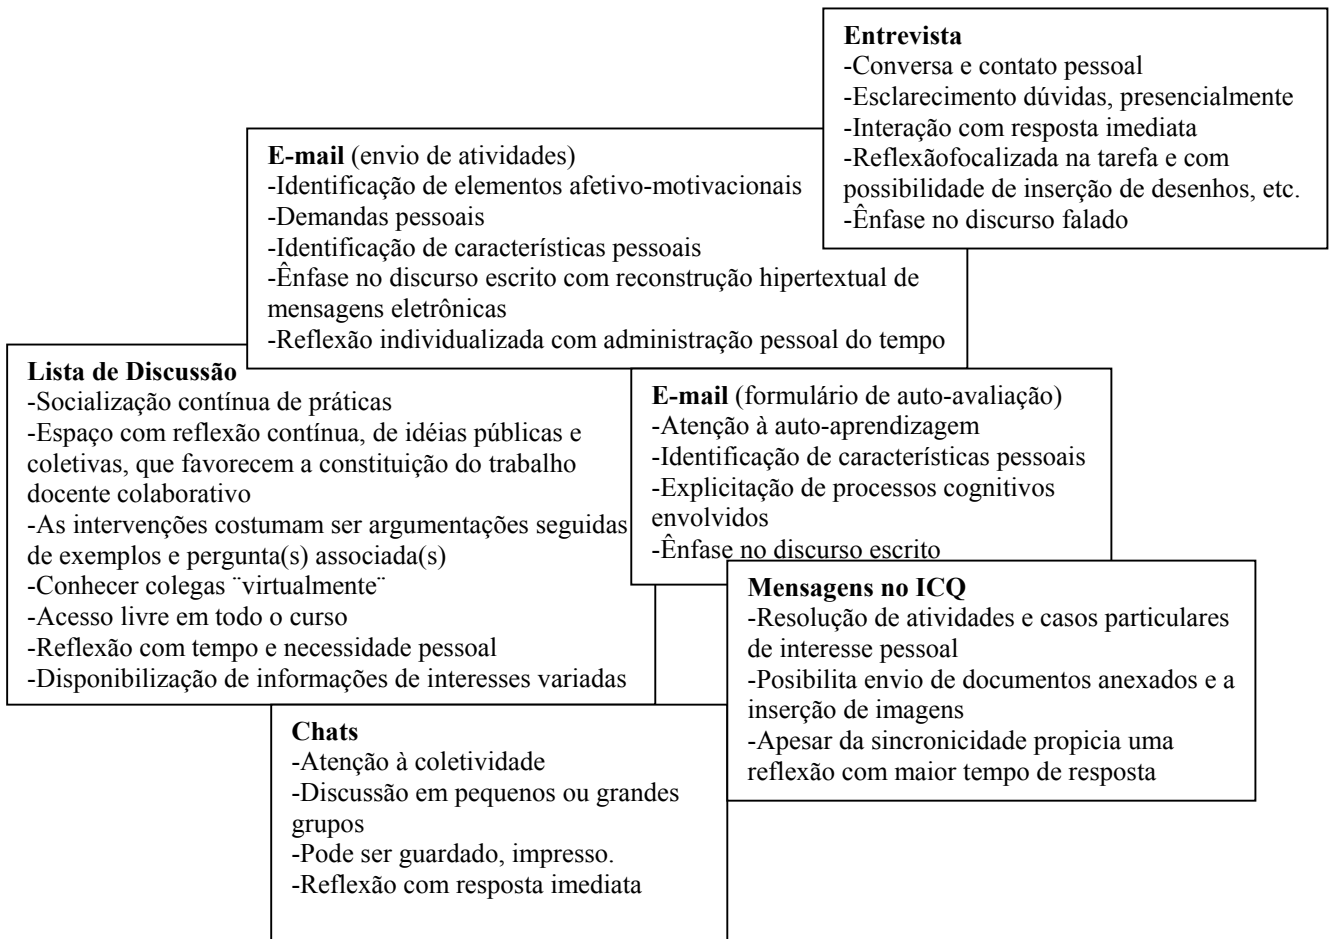 Entrevista
-Conversa e contato pessoal
-Esclarecimento dúvidas, presencialmente
-Interação com resposta imediata
-Reflexãofocalizada na tarefa e com
possibilidade de inserção de desenhos, etc.
-Ênfase no discurso falado
E-mail (envio de atividades)
-Identificação de elementos afetivo-motivacionais
-Demandas pessoais
-Identificação de características pessoais
-Ênfase no discurso escrito com reconstrução hipertextual de
mensagens eletrônicas
-Reflexão individualizada com administração pessoal do tempo
Lista de Discussão
-Socialização contínua de práticas
-Espaço com reflexão contínua, de idéias públicas e
coletivas, que favorecem a constituição do trabalho
docente colaborativo
-As intervenções costumam ser argumentações seguidas
de exemplos e pergunta(s) associada(s)
-Conhecer colegas ¨virtualmente¨
-Acesso livre em todo o curso
-Reflexão com tempo e necessidade pessoal
-Disponibilização de informações de interesses variadas
E-mail (formulário de auto-avaliação)
-Atenção à auto-aprendizagem
-Identificação de características pessoais
-Explicitação de processos cognitivos
envolvidos
-Ênfase no discurso escrito
Mensagens no ICQ
-Resolução de atividades e casos particulares
de interesse pessoal
-Posibilita envio de documentos anexados e a
inserção de imagens
-Apesar da sincronicidade propicia uma
reflexão com maior tempo de resposta
Chats
-Atenção à coletividade
-Discussão em pequenos ou grandes
grupos
-Pode ser guardado, impresso.
-Reflexão com resposta imediata